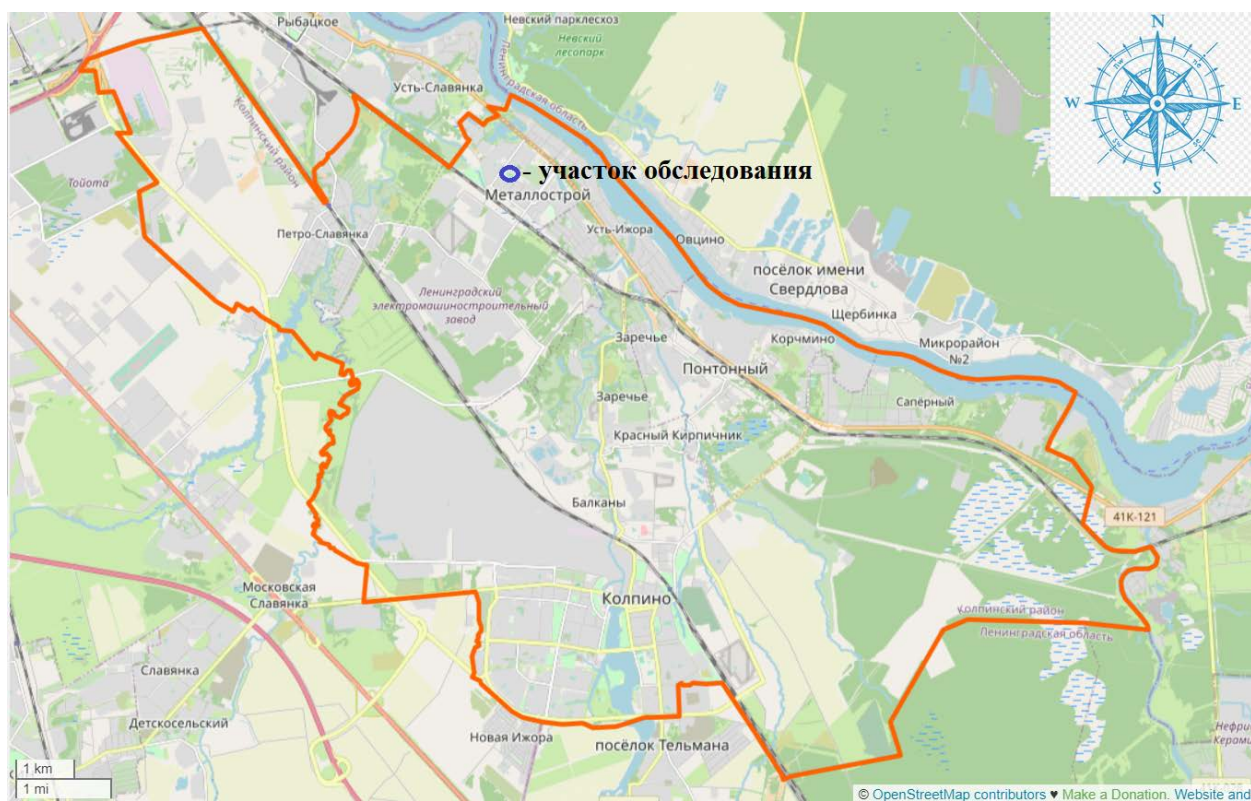 Рыбацкое
Невский парклесхоз
Невский
лесопарк
Ленинградская область
Усть-Славянка
Колпинский район
N
W
E
S
Тойота
- участок обследования
Металлострой
Петро-Славянка
Усть-Ижора
Овцино
посёлок имени
Свердлова
Щербинка
Ленинградский
электромашиностроительный
завод
Заречье
Корчмино
Микрорайон
№2
Понтонный
Заречье
Сапёрный
Красный Кирпичник
Балканы
41К-121
Московская
Славянка
Колпино
Колпинский район
Ленинградская область
Славянка
Детскосельский
Новая Ижора
посёлок Тельмана
1 km
1 mi
© OpenStreetMap contributors ♥ Make a Donation. Website and